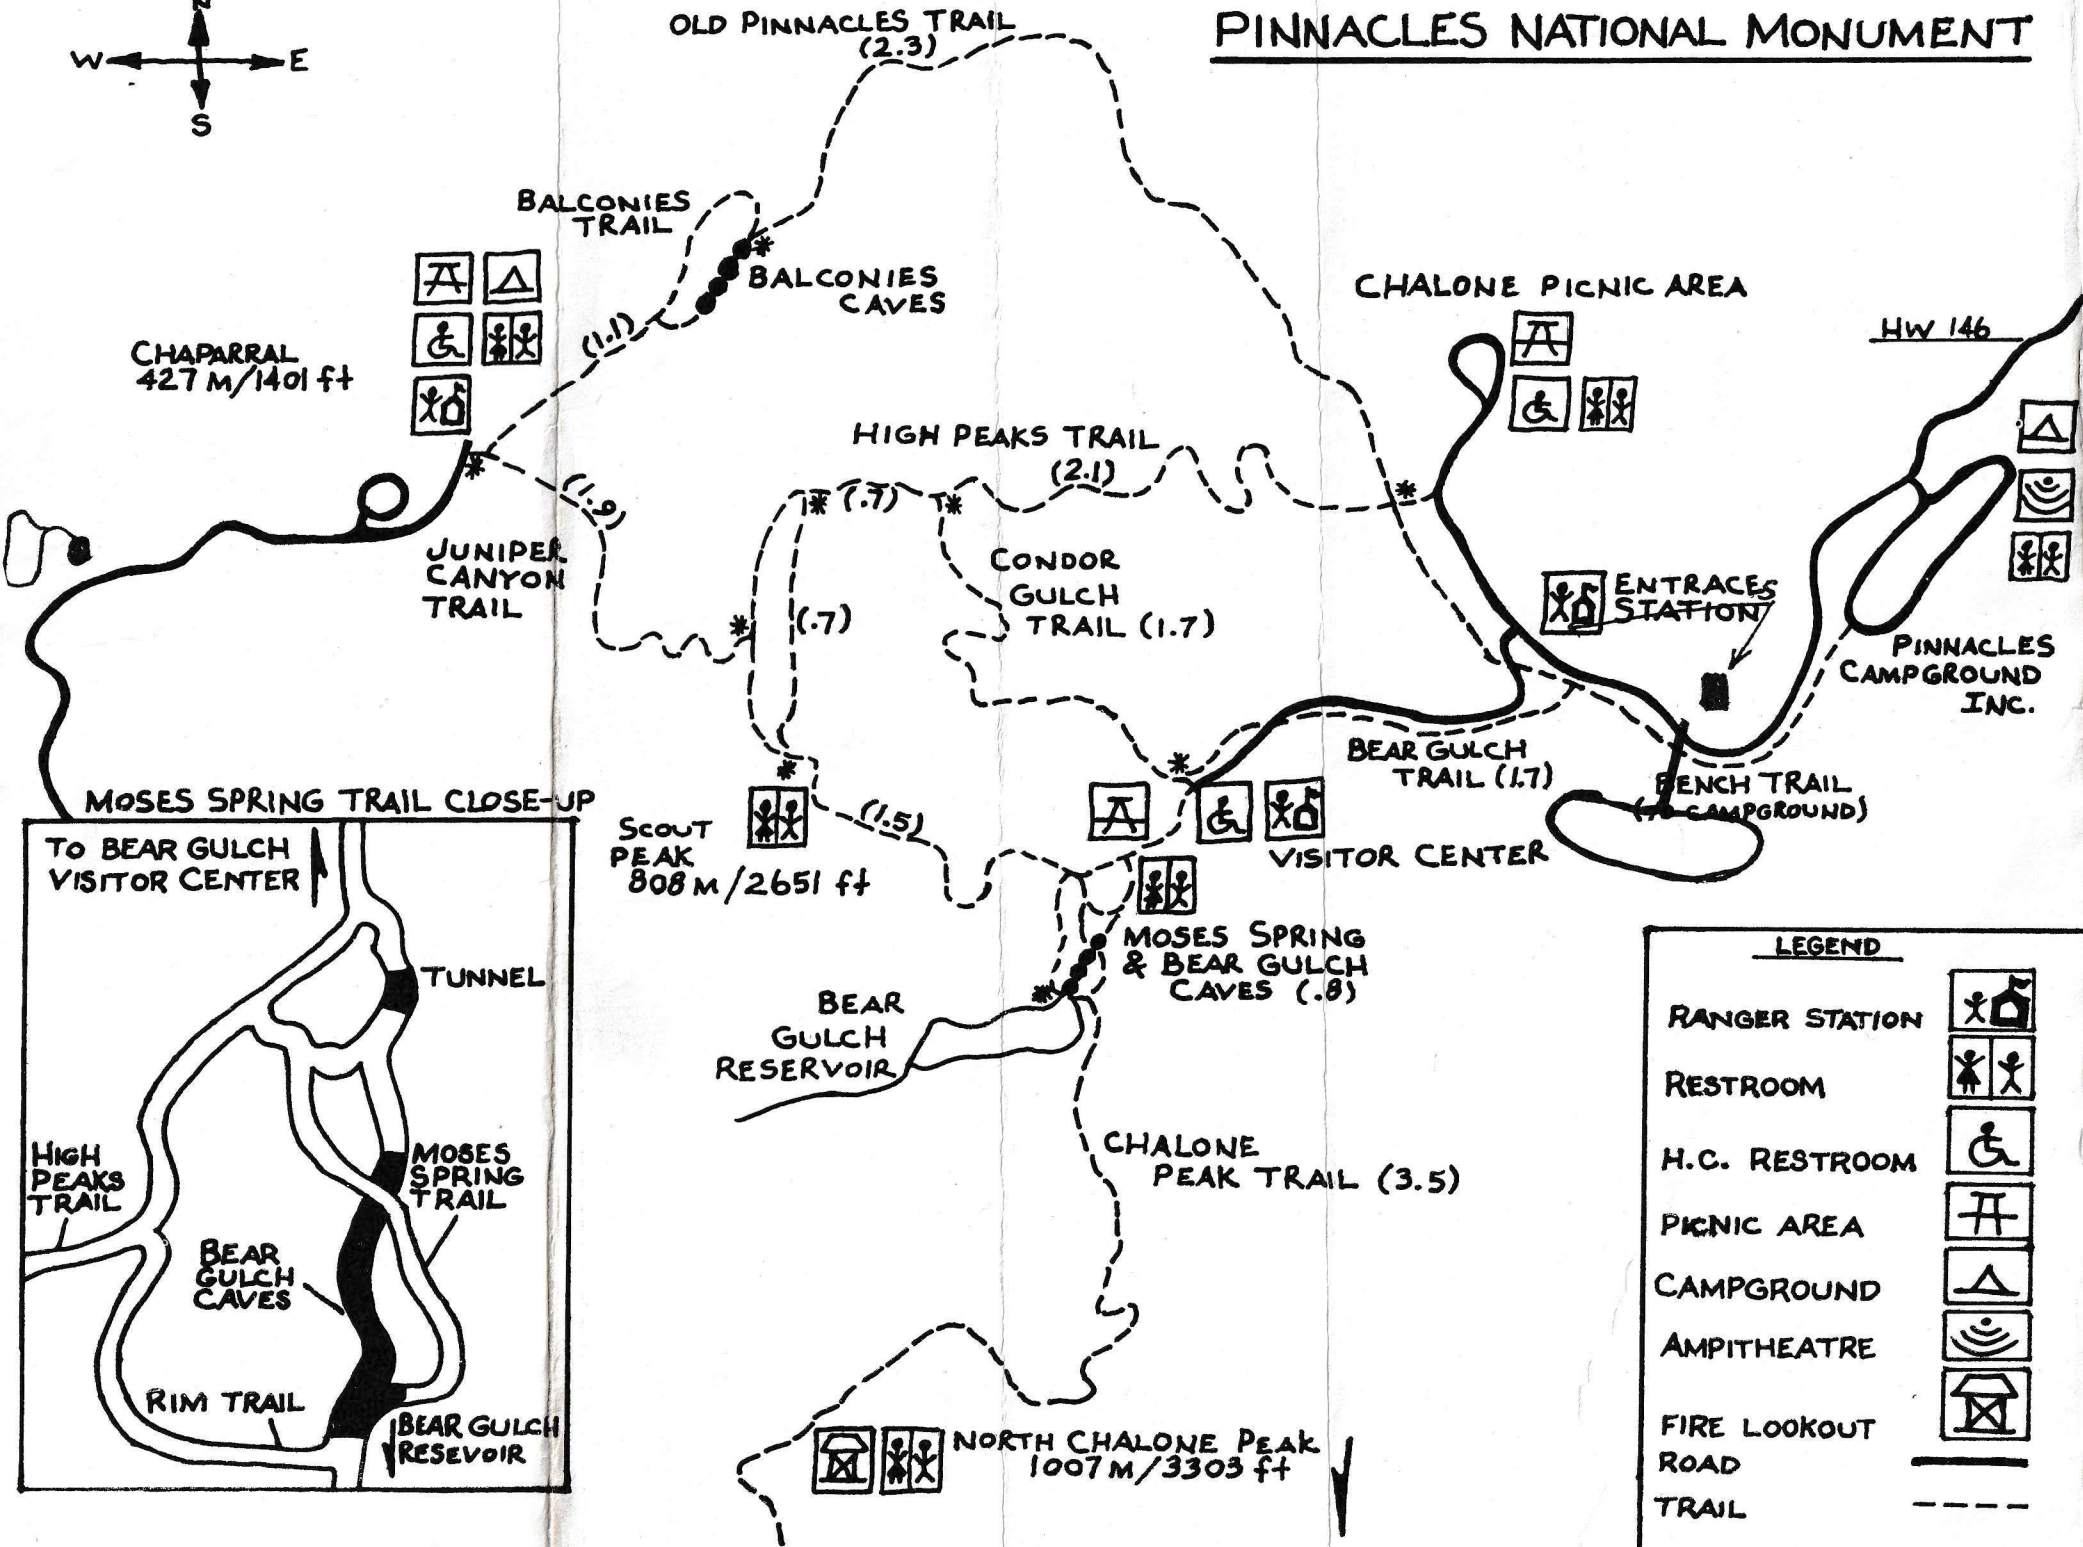 N
W E
S
OLD PINNACLES TRAIL
(2.3)
PINNACLES NATIONAL MONUMENT
BALCONIES
TRAIL
BALCONIES
CAVES
(1.1)
CHAPARRAL
427 M/1401 ft
CHALONE PICNIC AREA
HW 146
HIGH PEAKS TRAIL
(2.1)
(.7)
JUNIPER
CANYON
TRAIL
CONDOR
GULCH
TRAIL (1.7)
(.7)
ENTRACES
STATION
PINNACLES
CAMPGROUND
INC.
BEAR GULCH
TRAIL (1.7)
BENCH TRAIL
(TO CAMPGROUND)
SCOUT
PEAK
808 M/2651 ft
(1.5)
VISITOR CENTER
MOSES SPRING
& BEAR GULCH
CAVES (.8)
BEAR
GULCH
RESERVOIR
CHALONE
PEAK TRAIL (3.5)
NORTH CHALONE PEAK
1007 M/3303 ft
MOSES SPRING TRAIL CLOSE-UP
TO BEAR GULCH
VISITOR CENTER
TUNNEL
HIGH
PEAKS
TRAIL
MOSES
SPRING
TRAIL
BEAR
GULCH
CAVES
RIM TRAIL
BEAR GULCH
RESEVOIR
LEGEND
RANGER STATION
RESTROOM
H.C. RESTROOM
PICNIC AREA
CAMPGROUND
AMPITHEATRE
FIRE LOOKOUT
ROAD
TRAIL